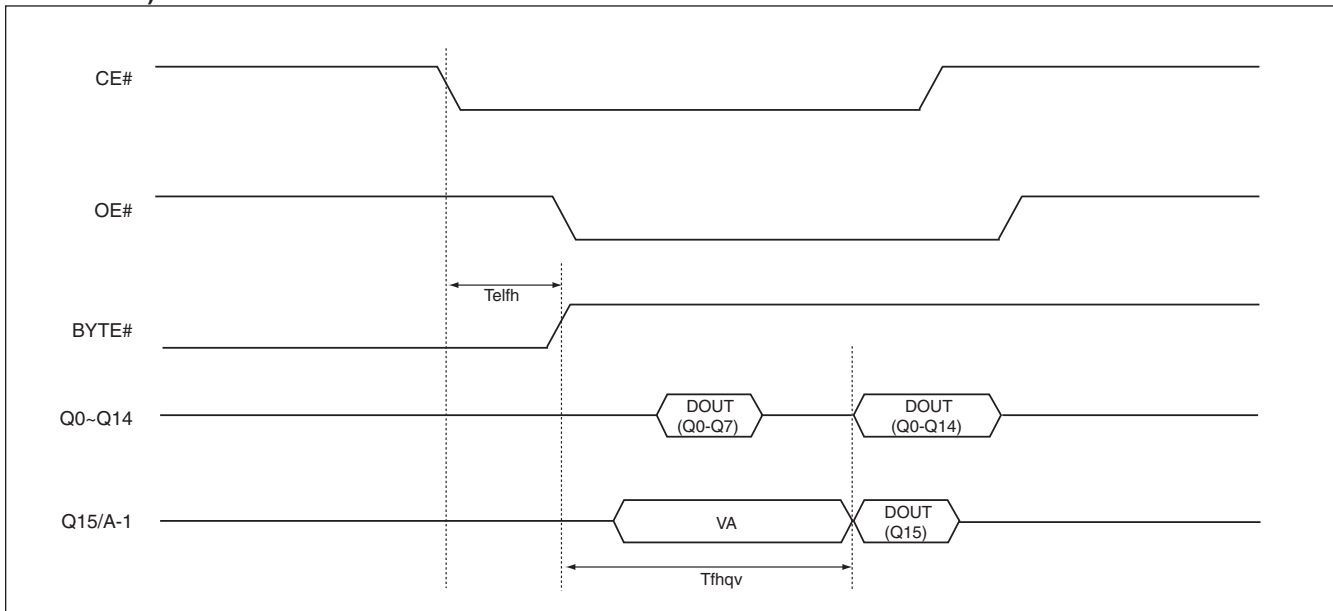 CE#
OE#
Telfh
BYTE#
Q0~Q14
DOUT
(Q0-Q7)
DOUT
(Q0-Q14)
Q15/A-1
VA
DOUT
(Q15)
Tfhqv